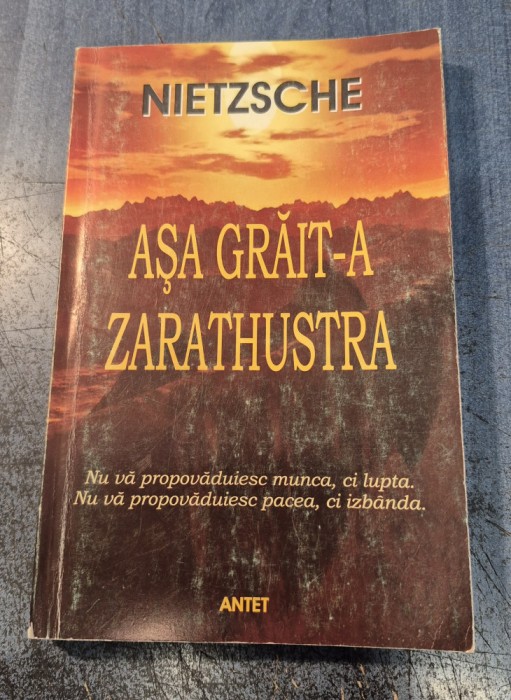 NIETZSCHE
AȘA GRĂIT-A
ZARATHUSTRA
Nu vă propovăduiesc munca, ci lupta.
Nu vă propovăduiesc pacea, ci izbânda.
ANTET